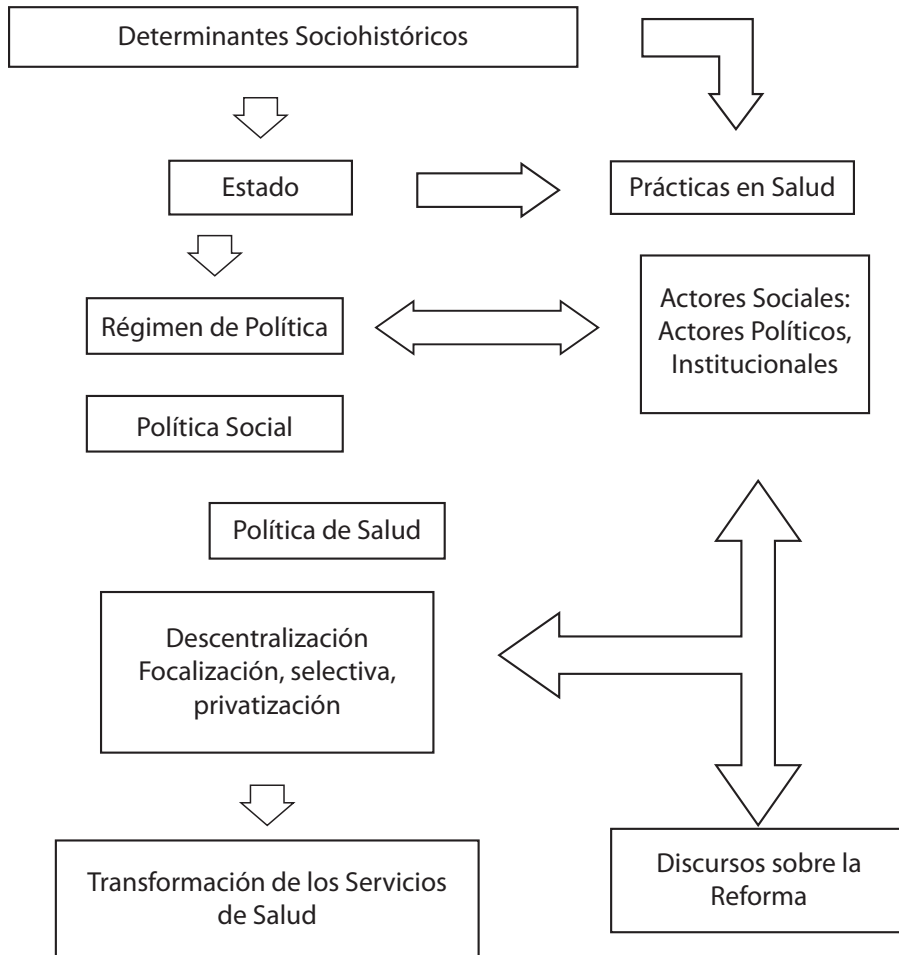 Determinantes Sociohistóricos
Estado
Prácticas en Salud
Régimen de Política
Actores Sociales:
Actores Políticos,
Institucionales
Política Social
Política de Salud
Descentralización
Focalización, selectiva,
privatización
Transformación de los Servicios
de Salud
Discursos sobre la
Reforma